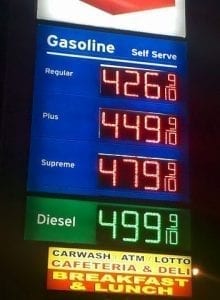 Gasoline Self Serve
Regular 426 9/10
Plus 449 9/10
Supreme 479 9/10
Diesel 499 9/10
CARWASH ATM LOTTO
CAFETERIA & DELI
BREAKFAST
& LUNCH